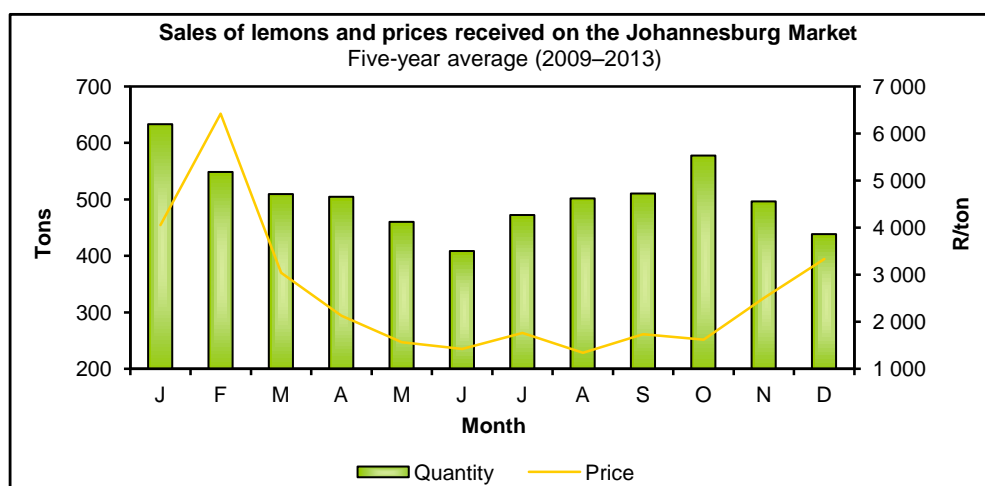 Sales of lemons and prices received on the Johannesburg Market
Five-year average (2009–2013)
700
600
500
400
300
200
Tons
7 000
6 000
5 000
4 000
3 000
2 000
1 000
R/ton
J F M A M J J A S O N D
Month
Quantity Price